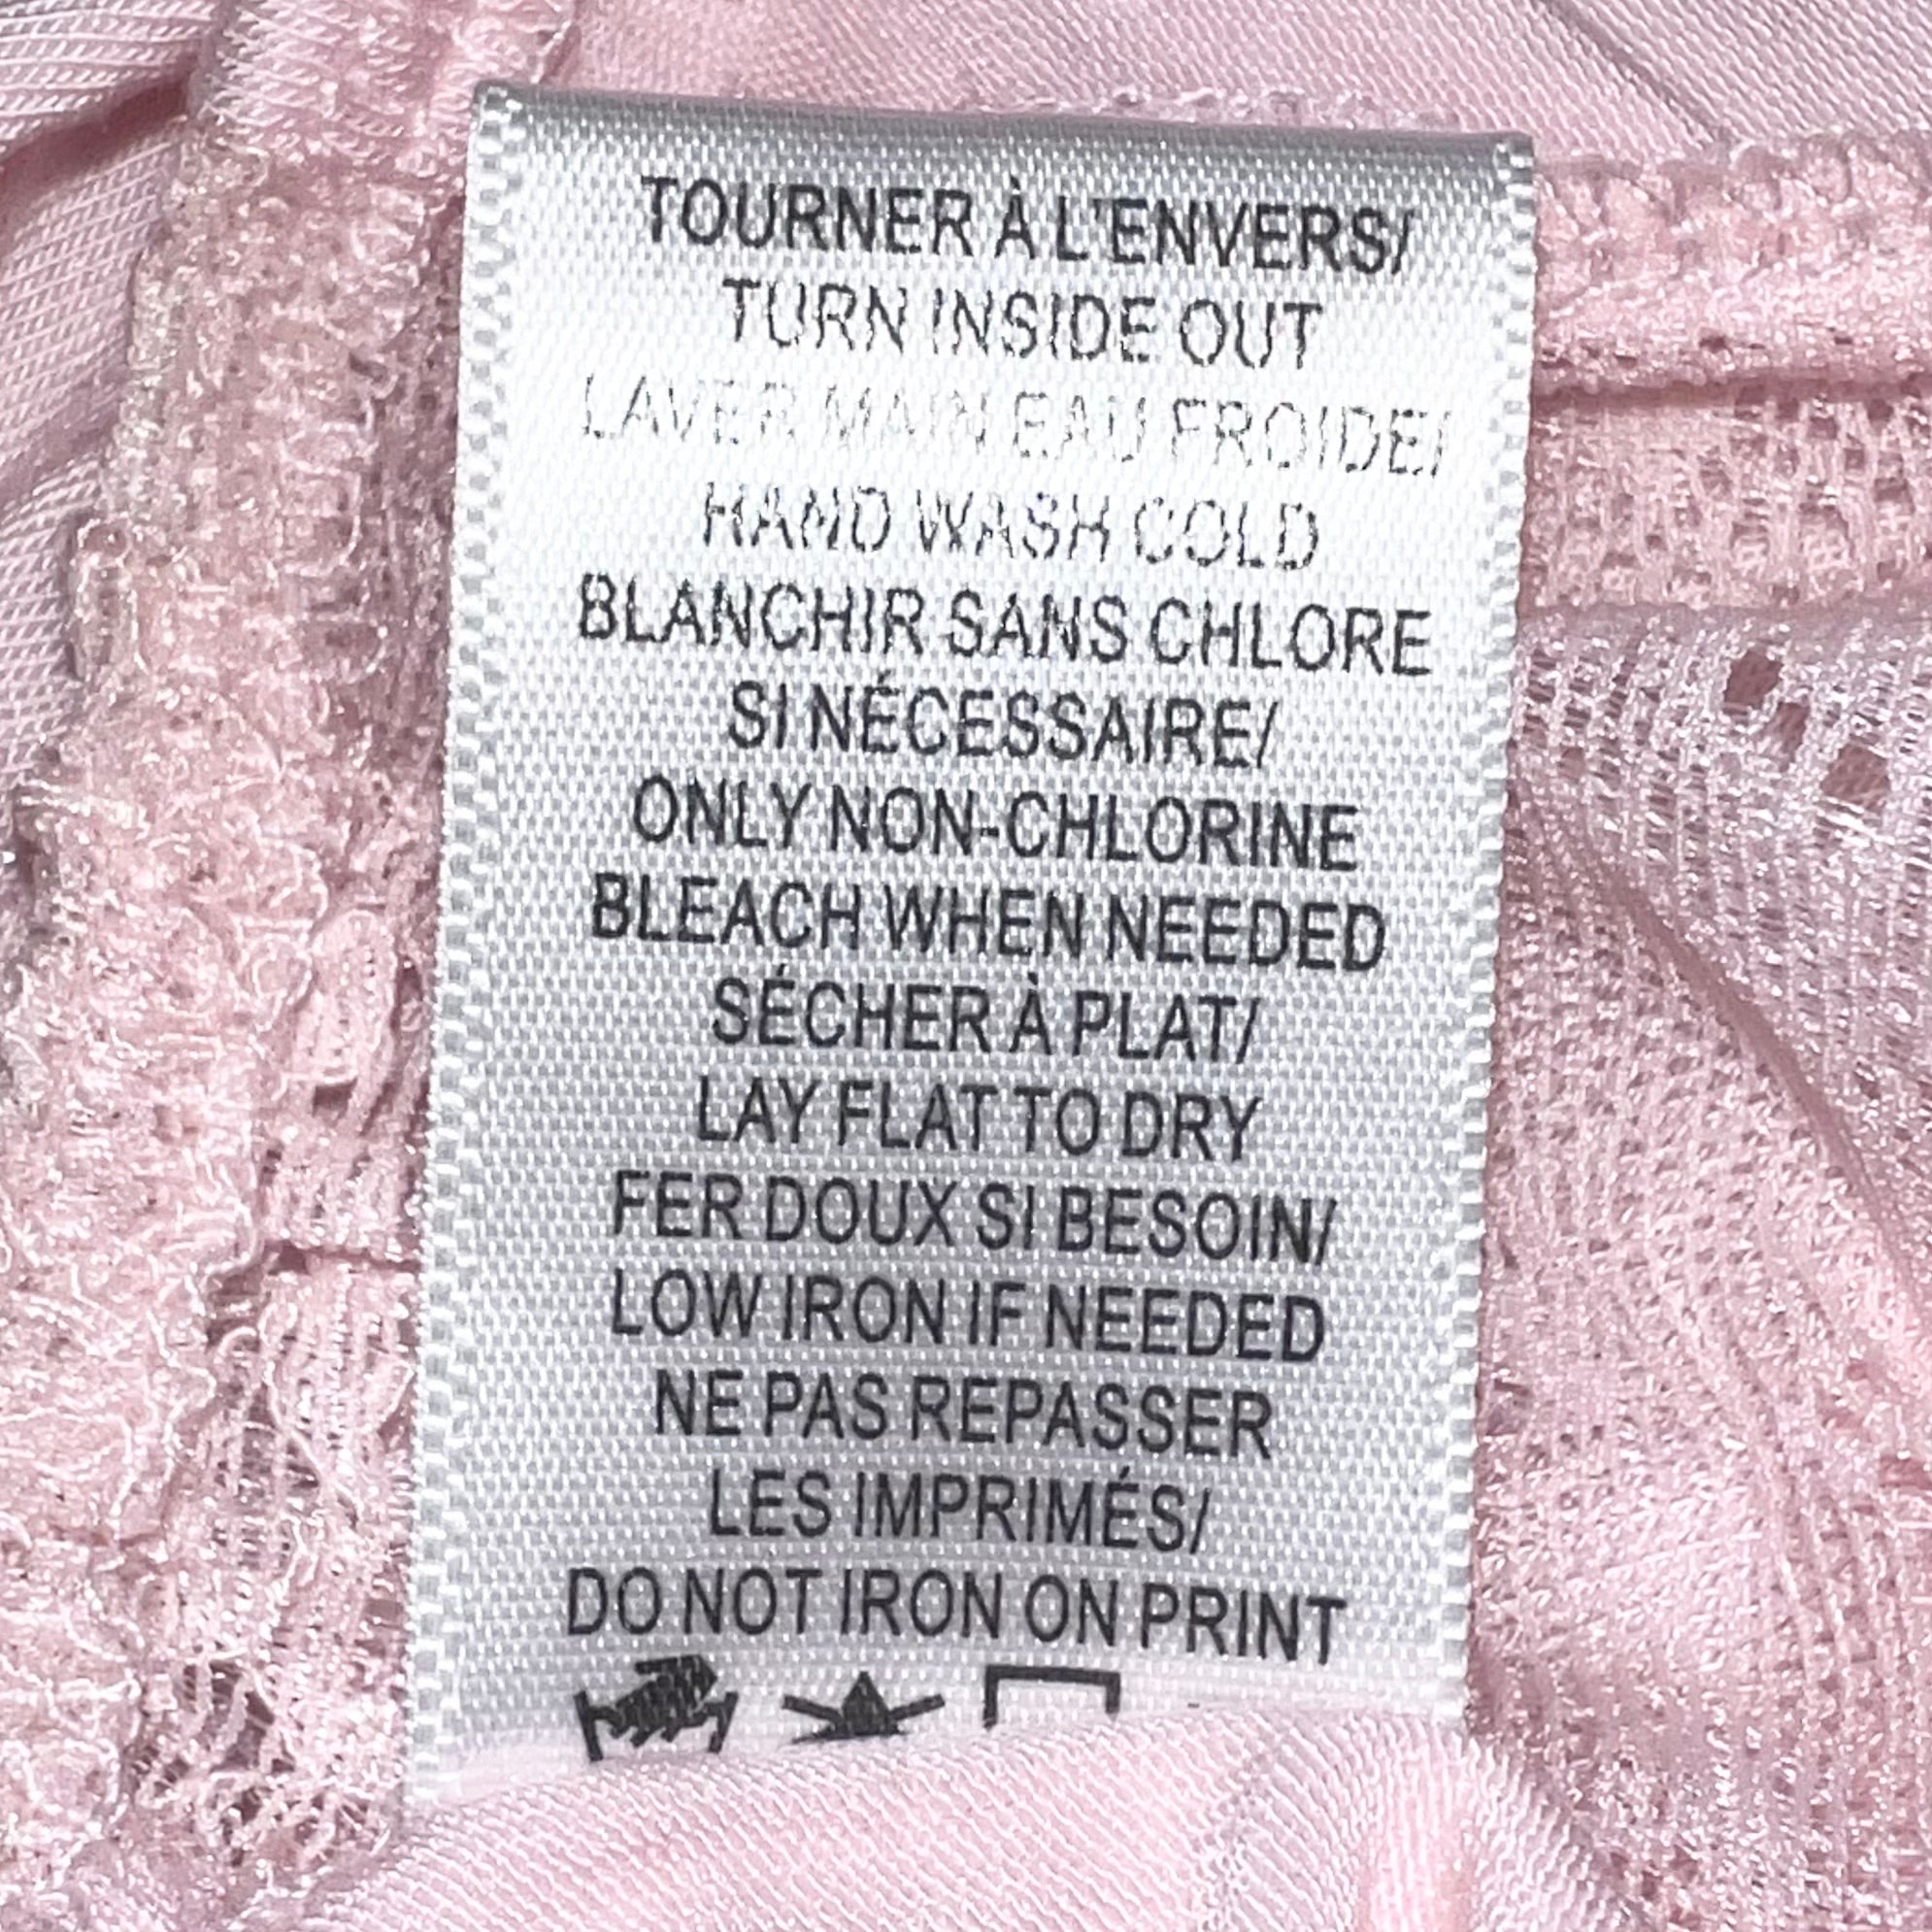 TOURNER À L'ENVERS/
TURN INSIDE OUT
LAVER MAIN EAU FROIDE/
HAND WASH COLD
BLANCHIR SANS CHLORE
SI NÉCESSAIRE/
ONLY NON-CHLORINE
BLEACH WHEN NEEDED
SÉCHER À PLAT/
LAY FLAT TO DRY
FER DOUX SI BESOIN/
LOW IRON IF NEEDED
NE PAS REPASSER
LES IMPRIMÉS/
DO NOT IRON ON PRINT